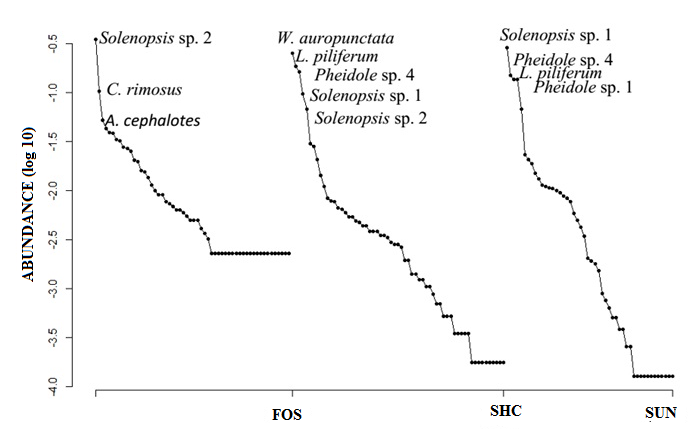 Solenopsis sp. 2
C. rimosus
A. cephalotes
W. auropunctata
L. piliferum
Pheidole sp. 4
Solenopsis sp. 1
Solenopsis sp. 2
Solenopsis sp. 1
Pheidole sp. 4
L. piliferum
Pheidole sp. 1
ABUNDANCE (log 10)
-0.5
-1.0
-1.5
-2.0
-2.5
-3.0
-3.5
-4.0
FOS
SHC
SUN